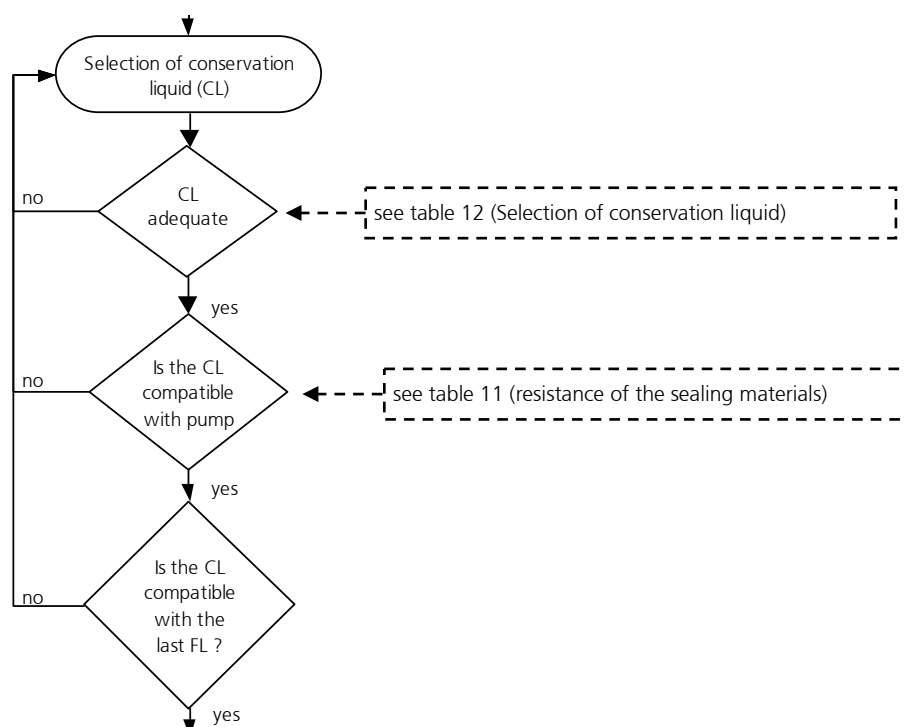 Selection of conservation
liquid (CL)
no
CL
adequate
see table 12 (Selection of conservation liquid)
yes
no
Is the CL
compatible
with pump
see table 11 (resistance of the sealing materials)
yes
no
Is the CL
compatible
with the
last FL ?
yes